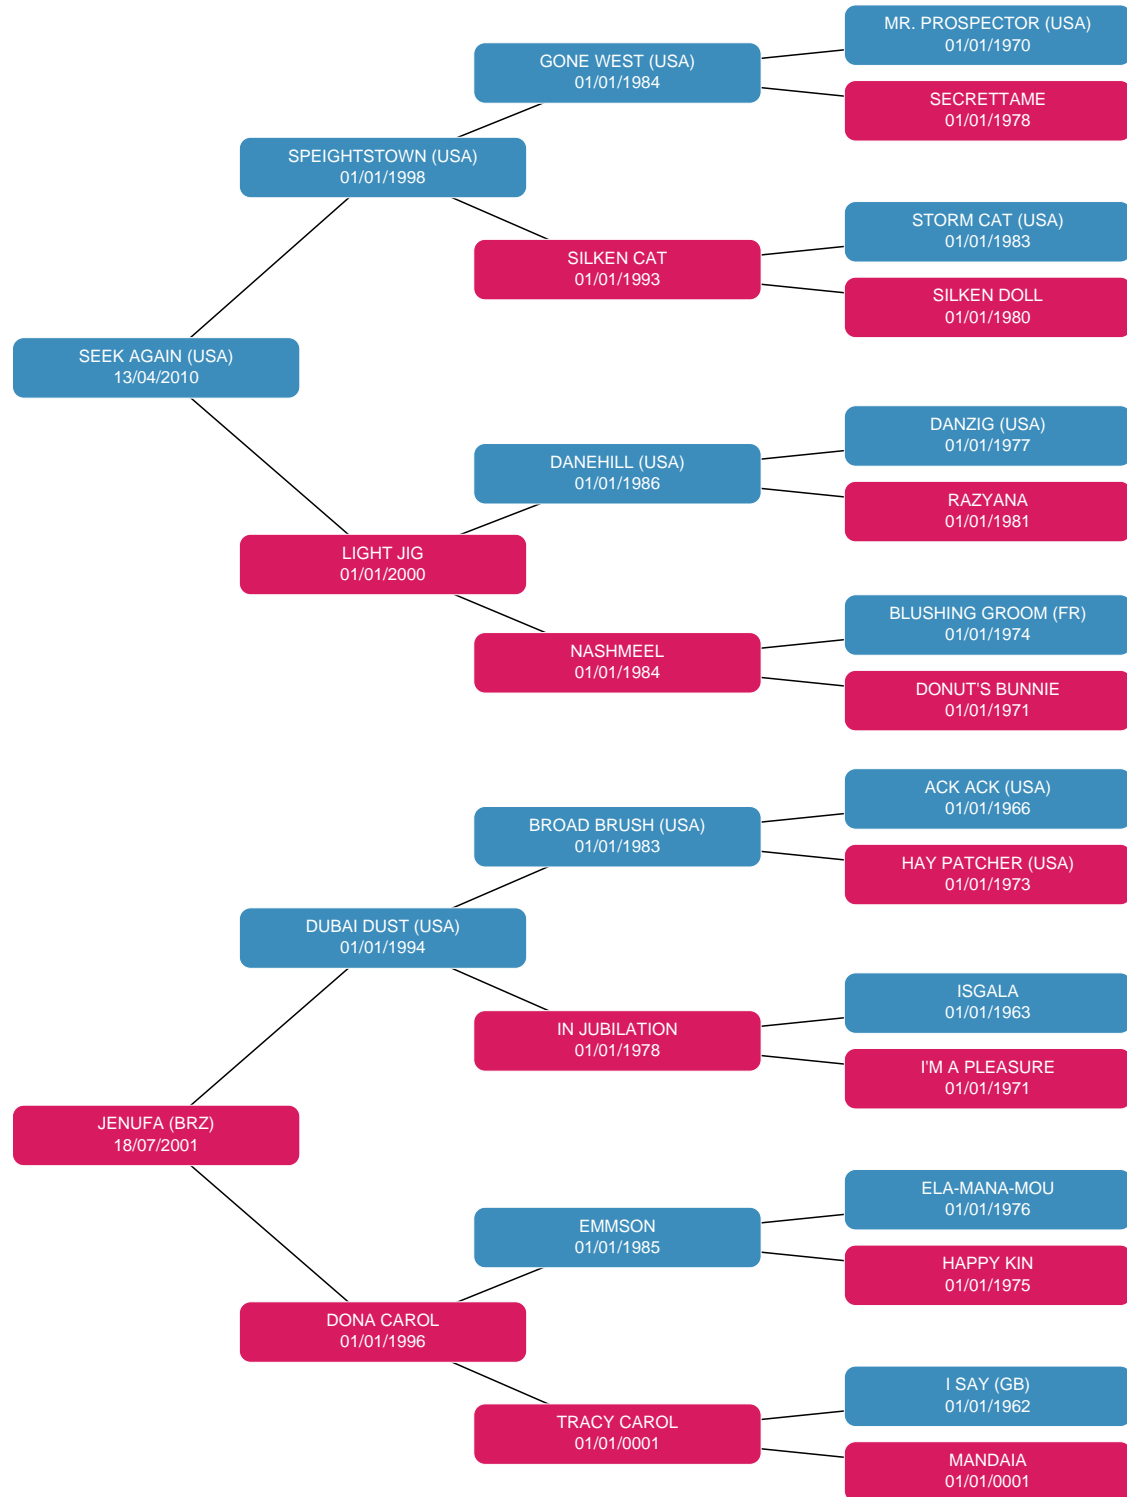 MR. PROSPECTOR (USA)
01/01/1970
GONE WEST (USA)
01/01/1984
SECRETTAME
01/01/1978
SPEIGHTSTOWN (USA)
01/01/1998
STORM CAT (USA)
01/01/1983
SILKEN CAT
01/01/1993
SILKEN DOLL
01/01/1980
SEEK AGAIN (USA)
13/04/2010
DANZIG (USA)
01/01/1977
DANEHILL (USA)
01/01/1986
RAZYANA
01/01/1981
LIGHT JIG
01/01/2000
BLUSHING GROOM (FR)
01/01/1974
NASHMEEL
01/01/1984
DONUT'S BUNNIE
01/01/1971
ACK ACK (USA)
01/01/1966
BROAD BRUSH (USA)
01/01/1983
HAY PATCHER (USA)
01/01/1973
DUBAI DUST (USA)
01/01/1994
ISGALA
01/01/1963
IN JUBILATION
01/01/1978
I'M A PLEASURE
01/01/1971
JENUFA (BRZ)
18/07/2001
ELA-MANA-MOU
01/01/1976
EMMSON
01/01/1985
HAPPY KIN
01/01/1975
DONA CAROL
01/01/1996
I SAY (GB)
01/01/1962
TRACY CAROL
01/01/0001
MANDAIA
01/01/0001